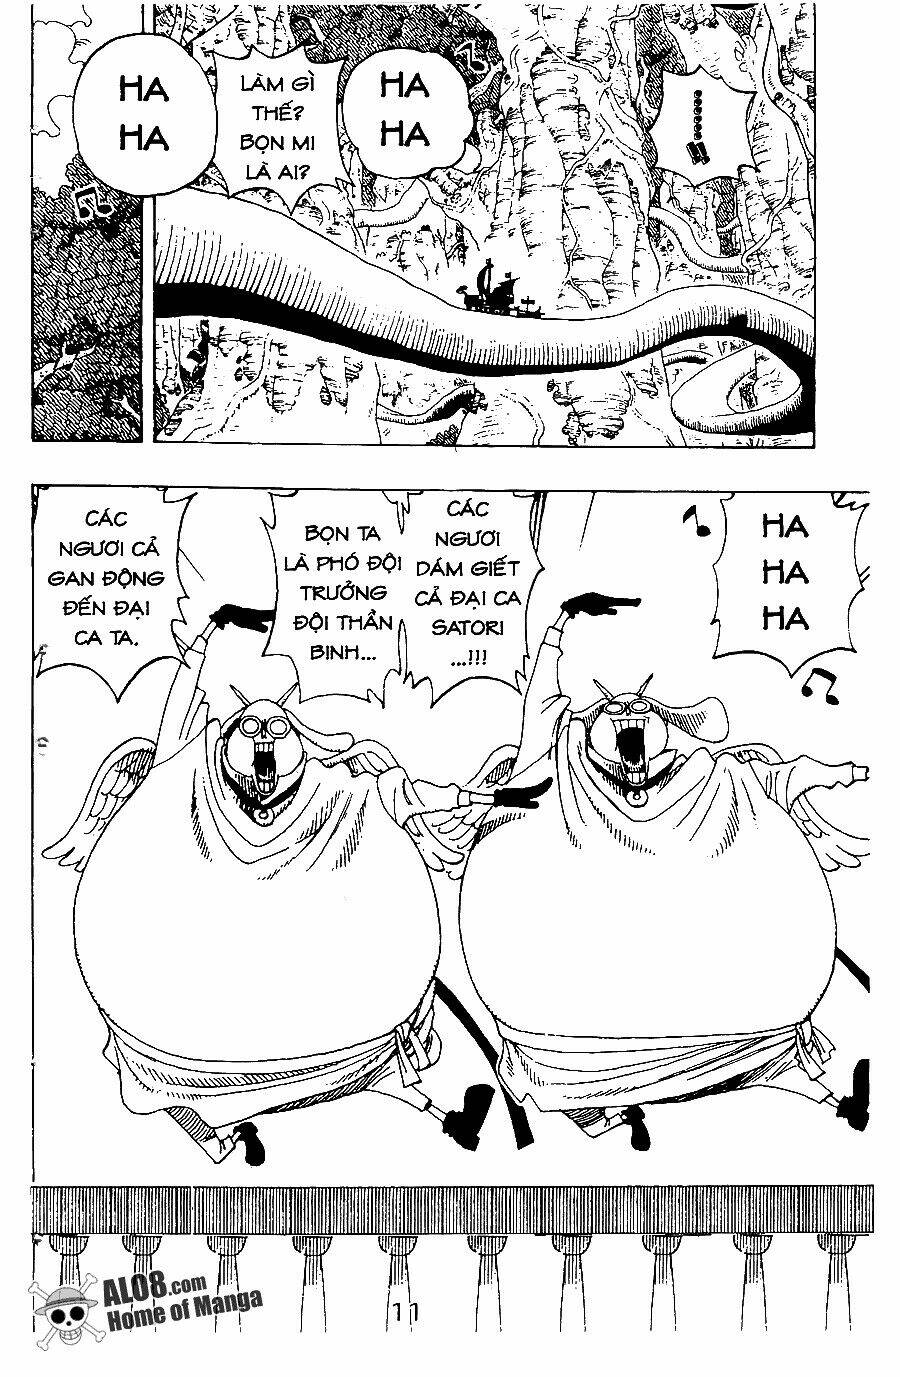 .......!!
HA
HA
LÀM GÌ
THẾ?
BỌN MI
LÀ AI?
HA
HA
HA
HA
HA
CÁC
NGƯƠI
DÁM GIẾT
CẢ ĐẠI CA
SATORI
...!!!
BỌN TA
LÀ PHÓ ĐỘI
TRƯỞNG
ĐỘI THẦN
BINH...
CÁC
NGƯƠI CẢ
GAN ĐỘNG
ĐẾN ĐẠI
CA TA.
AL08.com
Home of Manga
11